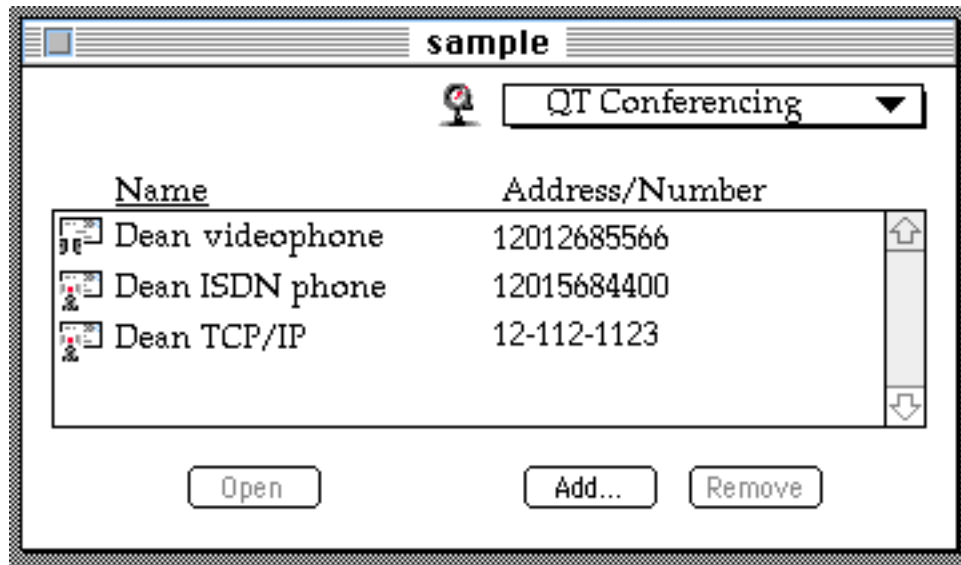 sample
QT Conferencing
Name Address/Number
Dean videophone 12012685566
Dean ISDN phone 12015684400
Dean TCP/IP 12-112-1123
Open Add... Remove